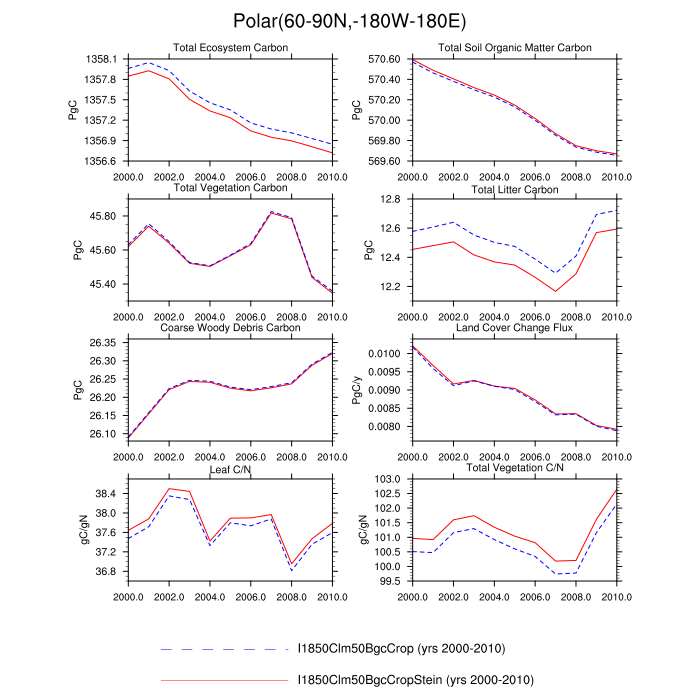 Polar(60-90N,-180W-180E)
Total Ecosystem Carbon
PgC
1358.1
1357.8
1357.5
1357.2
1356.9
1356.6
2000.0 2002.0 2004.0 2006.0 2008.0 2010.0
Total Soil Organic Matter Carbon
PgC
570.60
570.40
570.20
570.00
569.80
569.60
2000.0 2002.0 2004.0 2006.0 2008.0 2010.0
Total Vegetation Carbon
PgC
45.80
45.60
45.40
2000.0 2002.0 2004.0 2006.0 2008.0 2010.0
Total Litter Carbon
PgC
12.8
12.6
12.4
12.2
2000.0 2002.0 2004.0 2006.0 2008.0 2010.0
Coarse Woody Debris Carbon
PgC
26.35
26.30
26.25
26.20
26.15
26.10
2000.0 2002.0 2004.0 2006.0 2008.0 2010.0
Land Cover Change Flux
PgC/y
0.0100
0.0095
0.0090
0.0085
0.0080
2000.0 2002.0 2004.0 2006.0 2008.0 2010.0
Leaf C/N
gC/gN
38.4
38.0
37.6
37.2
36.8
2000.0 2002.0 2004.0 2006.0 2008.0 2010.0
Total Vegetation C/N
gC/gN
103.0
102.5
102.0
101.5
101.0
100.5
100.0
99.5
2000.0 2002.0 2004.0 2006.0 2008.0 2010.0
I1850Clm50BgcCrop (yrs 2000-2010)
I1850Clm50BgcCropStein (yrs 2000-2010)